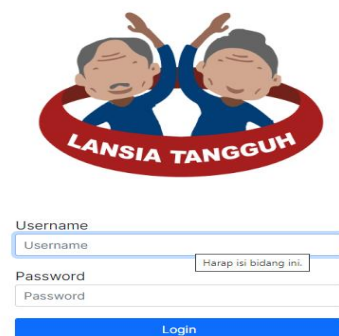 LANSIA TANGGUH
Username
Username
Harap isi bidang ini.
Password
Password
Login